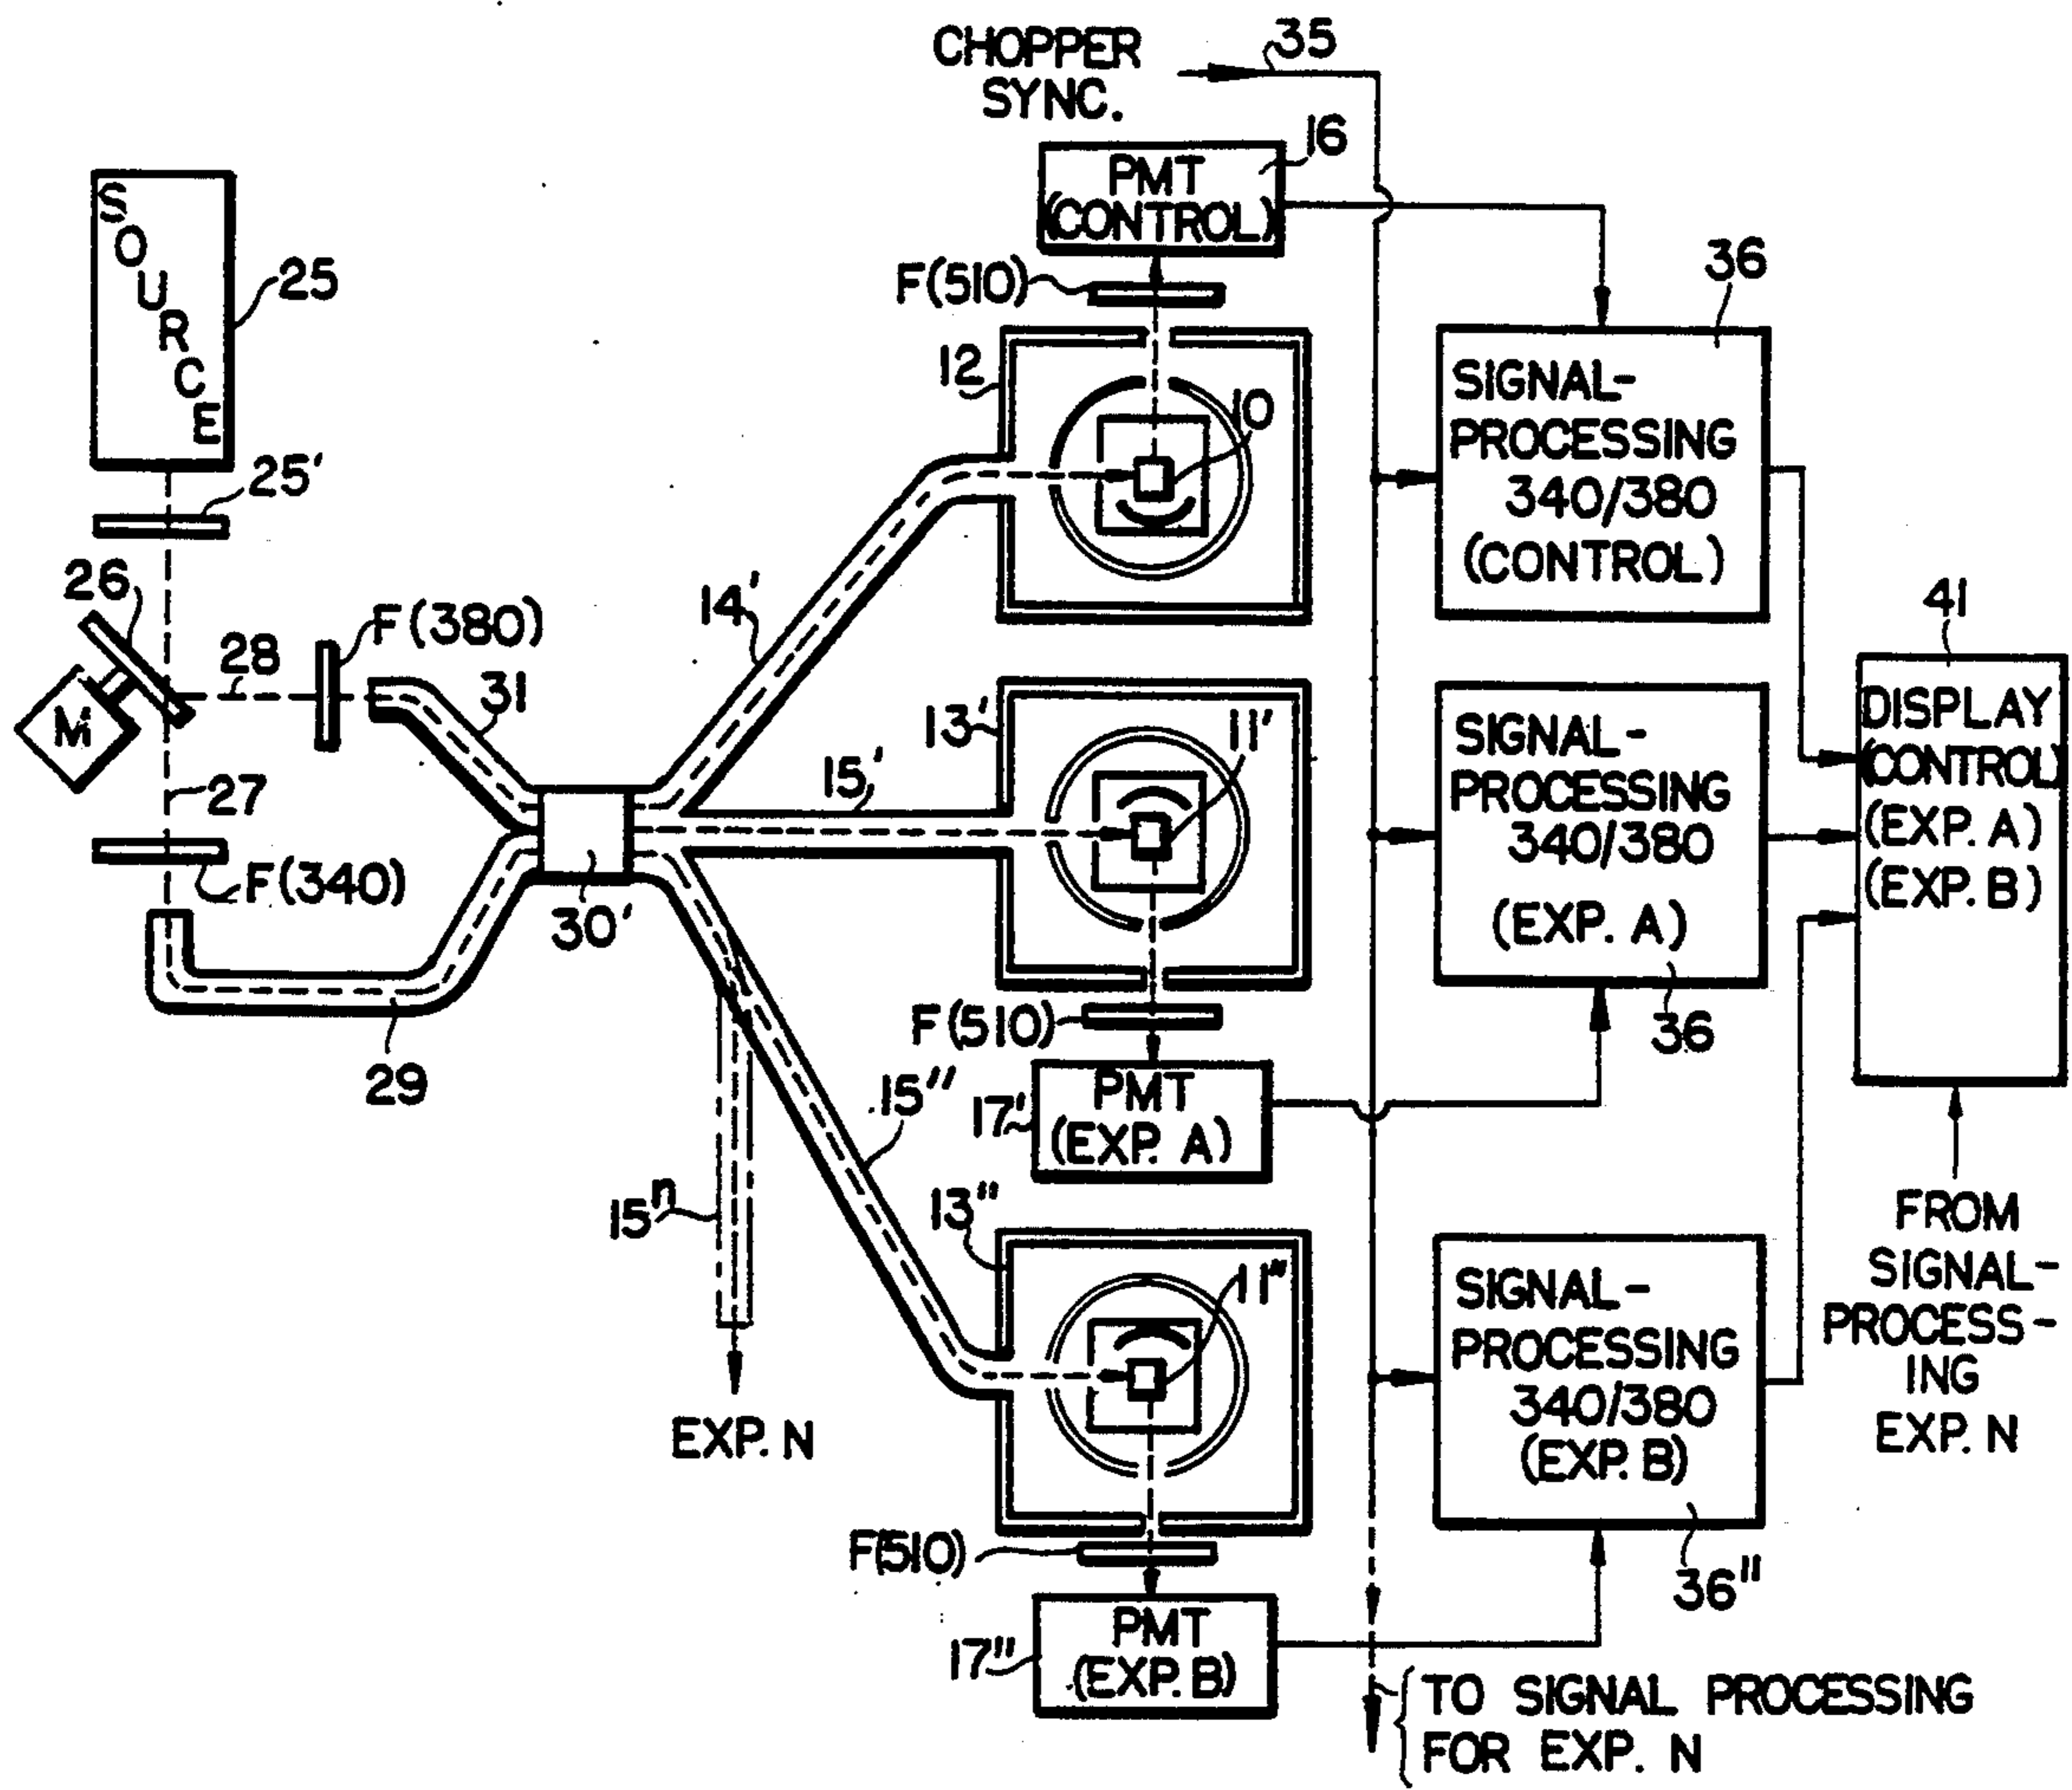 CHOPPER
SYNC.
35
16
PMT
(CONTROL)
F(510)
SOURCE
25
25'
26
M
28
F(380)
31
27
F(340)
29
30'
14'
15'
15"
15n
EXP. N
12
10
13'
11'
F(510)
17'
PMT
(EXP. A)
13"
11"
F(510)
17"
PMT
(EXP. B)
36
SIGNAL-
PROCESSING
340/380
(CONTROL)
SIGNAL-
PROCESSING
340/380
(EXP. A)
36
SIGNAL-
PROCESSING
340/380
(EXP. B)
36"
41
DISPLAY
(CONTROL)
(EXP. A)
(EXP. B)
FROM
SIGNAL-
PROCESS-
ING
EXP. N
TO SIGNAL PROCESSING
FOR EXP. N